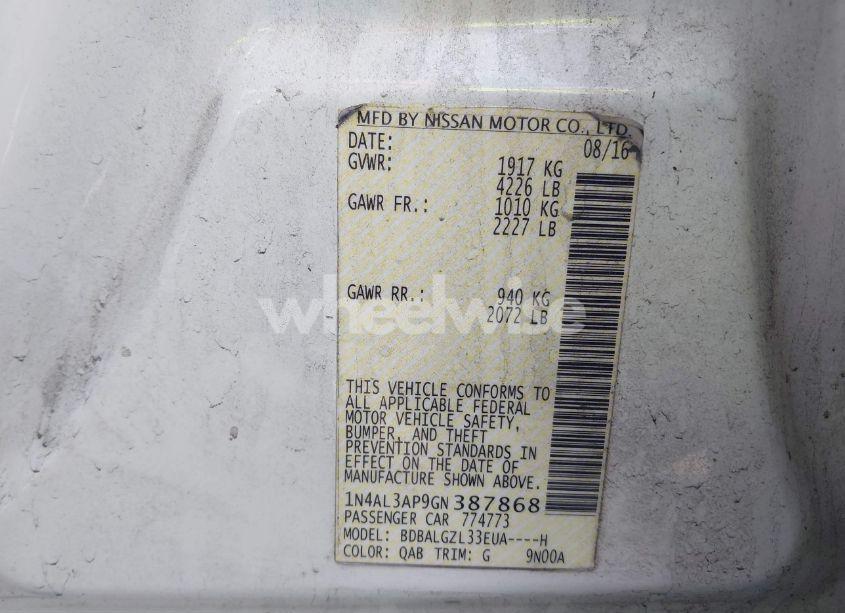 MFD BY NISSAN MOTOR CO., LTD.
DATE: 08/16
GVWR: 1917 KG
4226 LB
GAWR FR.: 1010 KG
2227 LB
GAWR RR.: 940 KG
2072 LB
wheelwise
THIS VEHICLE CONFORMS TO
ALL APPLICABLE FEDERAL
MOTOR VEHICLE SAFETY,
BUMPER, AND THEFT
PREVENTION STANDARDS IN
EFFECT ON THE DATE OF
MANUFACTURE SHOWN ABOVE.
1N4AL3AP9GN387868
PASSENGER CAR 774773
MODEL: BDBALGZL33EUA----H
COLOR: QAB TRIM: G 9N00A